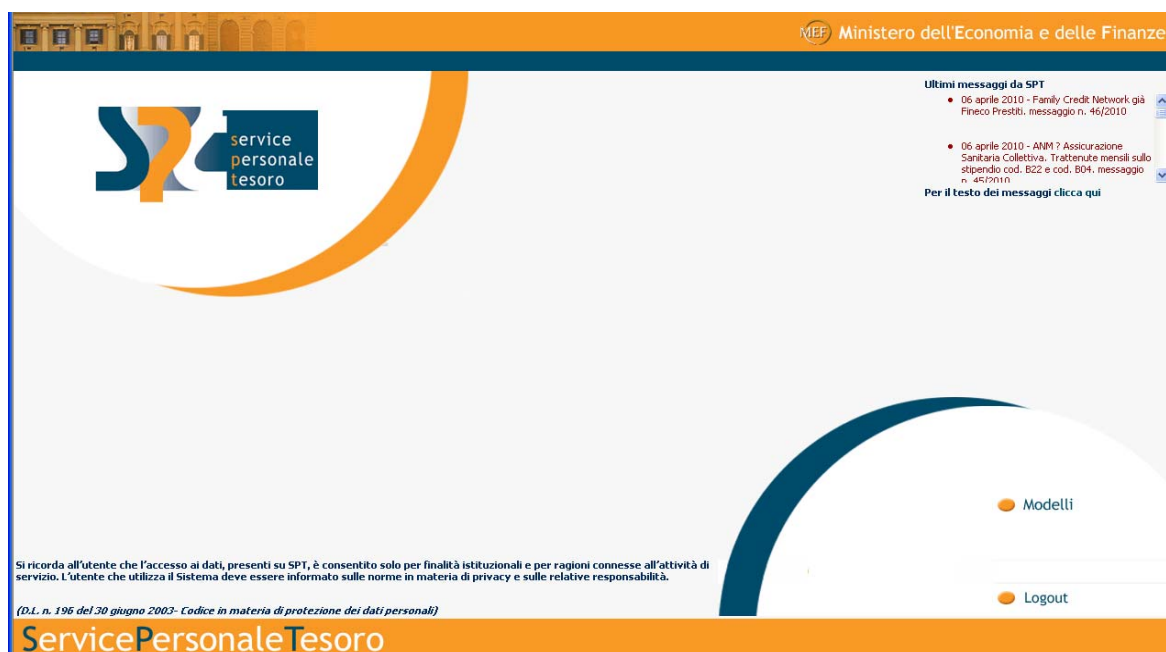 MEF Ministero dell'Economia e delle Finanze
service
personale
tesoro
Ultimi messaggi da SPT
06 aprile 2010 - Family Credit Network già
Fineco Prestiti. messaggio n. 46/2010
06 aprile 2010 - ANM ? Assicurazione
Sanitaria Collettiva. Trattenute mensili sullo
stipendio cod. B22 e cod. B04. messaggio
n. 45/2010
Per il testo dei messaggi clicca qui
Modelli
Si ricorda all'utente che l'accesso ai dati, presenti su SPT, è consentito solo per finalità istituzionali e per ragioni connesse all'attività di
servizio. L'utente che utilizza il Sistema deve essere informato sulle norme in materia di privacy e sulle relative responsabilità.
(D.L. n. 196 del 30 giugno 2003- Codice in materia di protezione dei dati personali)
Logout
ServicePersonaleTesoro